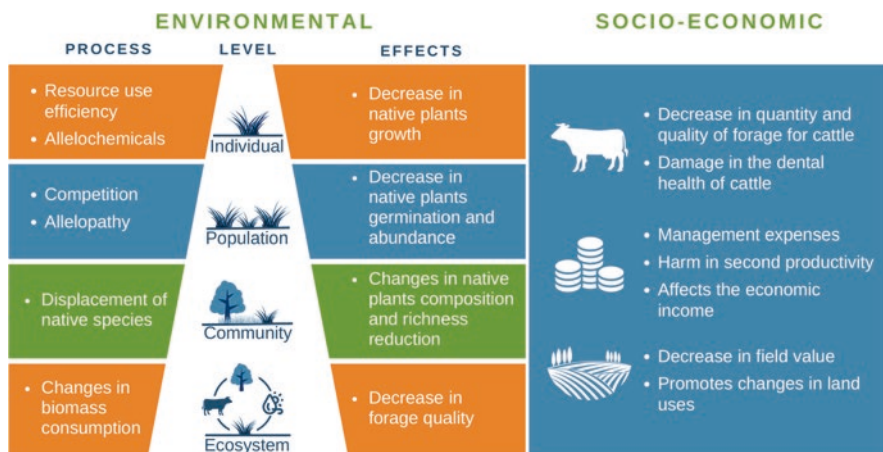 ENVIRONMENTAL
SOCIO-ECONOMIC
PROCESS
LEVEL
EFFECTS
• Resource use
efficiency
• Allelochemicals
Individual
• Decrease in
native plants
growth
• Competition
• Allelopathy
Population
• Decrease in
native plants
germination and
abundance
• Displacement of
native species
Community
• Changes in native
plants composition
and richness
reduction
• Changes in
biomass
consumption
Ecosystem
• Decrease in
forage quality
• Decrease in quantity and
quality of forage for cattle
• Damage in the dental
health of cattle
• Management expenses
• Harm in second productivity
• Affects the economic
income
• Decrease in field value
• Promotes changes in land
uses